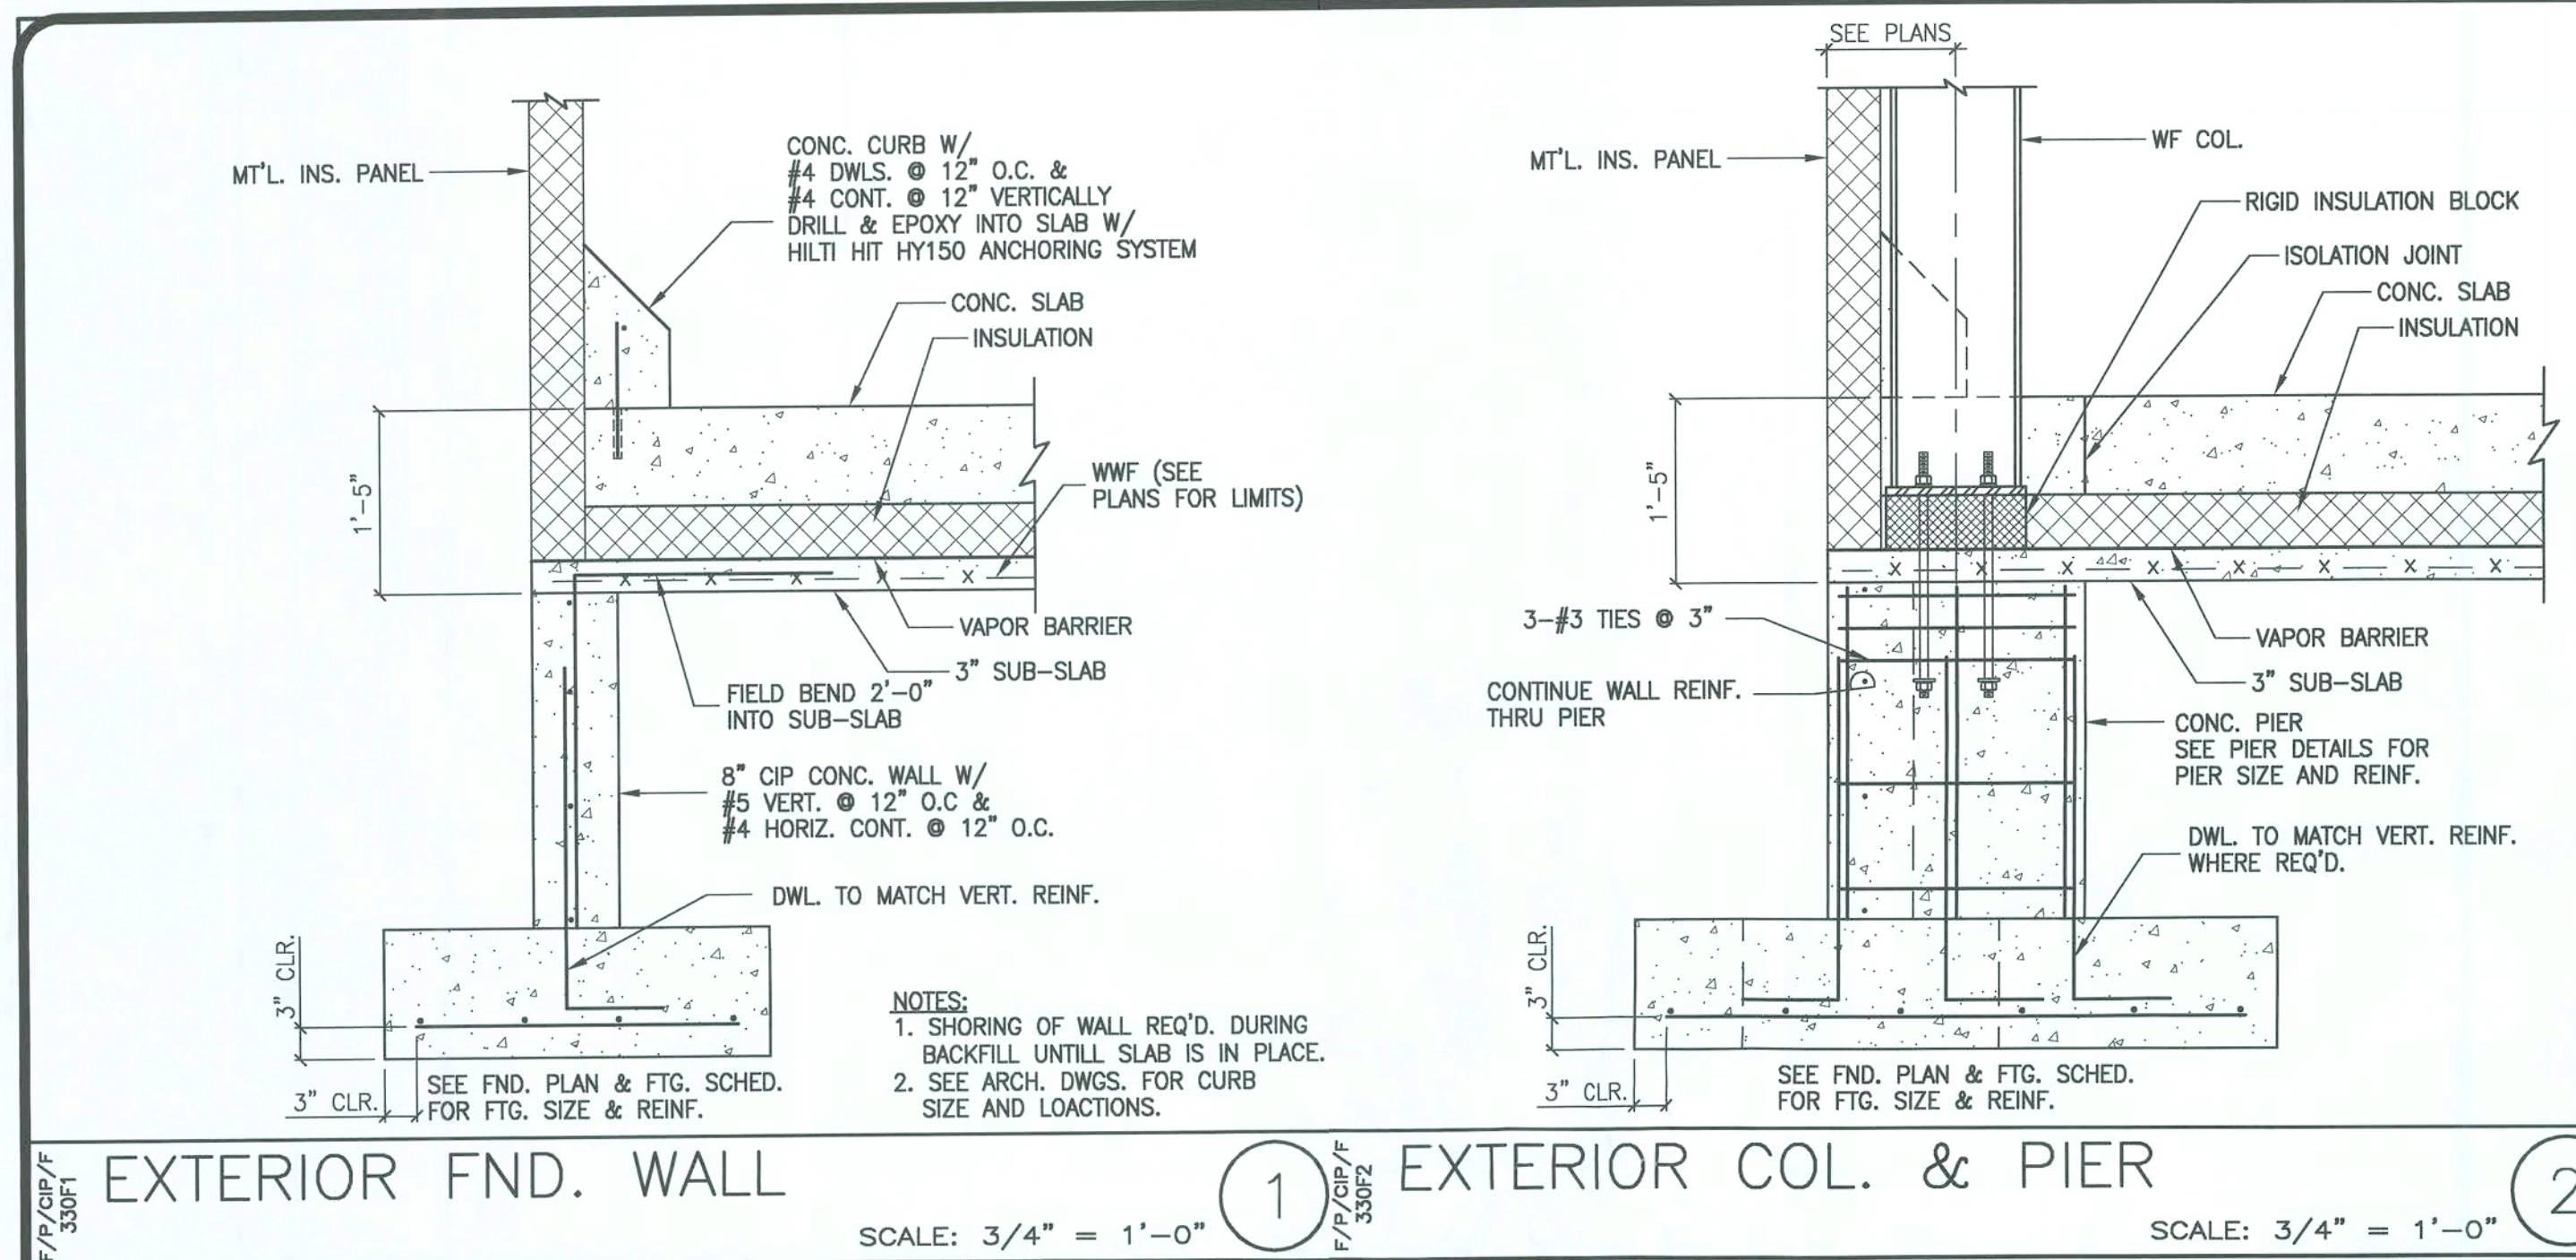 MT'L. INS. PANEL
CONC. CURB W/
#4 DWLS. @ 12" O.C. &
#4 CONT. @ 12" VERTICALLY
DRILL & EPOXY INTO SLAB W/
HILTI HIT HY150 ANCHORING SYSTEM
CONC. SLAB
INSULATION
1'-5"
WWF (SEE
PLANS FOR LIMITS)
VAPOR BARRIER
3" SUB-SLAB
FIELD BEND 2'-0"
INTO SUB-SLAB
8" CIP CONC. WALL W/
#5 VERT. @ 12" O.C &
#4 HORIZ. CONT. @ 12" O.C.
DWL. TO MATCH VERT. REINF.
3" CLR.
3" CLR.
SEE FND. PLAN & FTG. SCHED.
FOR FTG. SIZE & REINF.
NOTES:
1. SHORING OF WALL REQ'D. DURING
BACKFILL UNTILL SLAB IS IN PLACE.
2. SEE ARCH. DWGS. FOR CURB
SIZE AND LOACTIONS.
F/P/CIP/F
330F1
EXTERIOR FND. WALL
SCALE: 3/4" = 1'-0"
1
SEE PLANS
MT'L. INS. PANEL
WF COL.
RIGID INSULATION BLOCK
ISOLATION JOINT
CONC. SLAB
INSULATION
1'-5"
3-#3 TIES @ 3"
CONTINUE WALL REINF.
THRU PIER
VAPOR BARRIER
3" SUB-SLAB
CONC. PIER
SEE PIER DETAILS FOR
PIER SIZE AND REINF.
DWL. TO MATCH VERT. REINF.
WHERE REQ'D.
3" CLR.
3" CLR.
SEE FND. PLAN & FTG. SCHED.
FOR FTG. SIZE & REINF.
F/P/CIP/F
330F2
EXTERIOR COL. & PIER
SCALE: 3/4" = 1'-0"
2